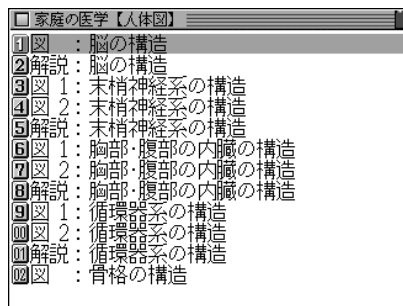 家庭の医学【人体図】
1図　：脳の構造
2解説：脳の構造
3図 1：末梢神経系の構造
4図 2：末梢神経系の構造
5解説：末梢神経系の構造
6図 1：胸部･腹部の内臓の構造
7図 2：胸部･腹部の内臓の構造
8解説：胸部･腹部の内臓の構造
9図 1：循環器系の構造
00図 2：循環器系の構造
01解説：循環器系の構造
02図　：骨格の構造